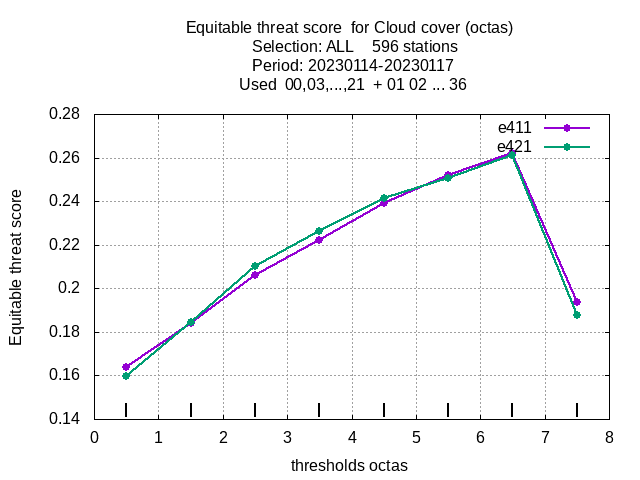 Equitable threat score  for Cloud cover (octas)
Selection: ALL    596 stations
Period: 20230114-20230117
Used  00,03,...,21  + 01 02 ... 36
e411
e421
Equitable threat score
0.28
0.26
0.24
0.22
0.2
0.18
0.16
0.14
0 1 2 3 4 5 6 7 8
thresholds octas